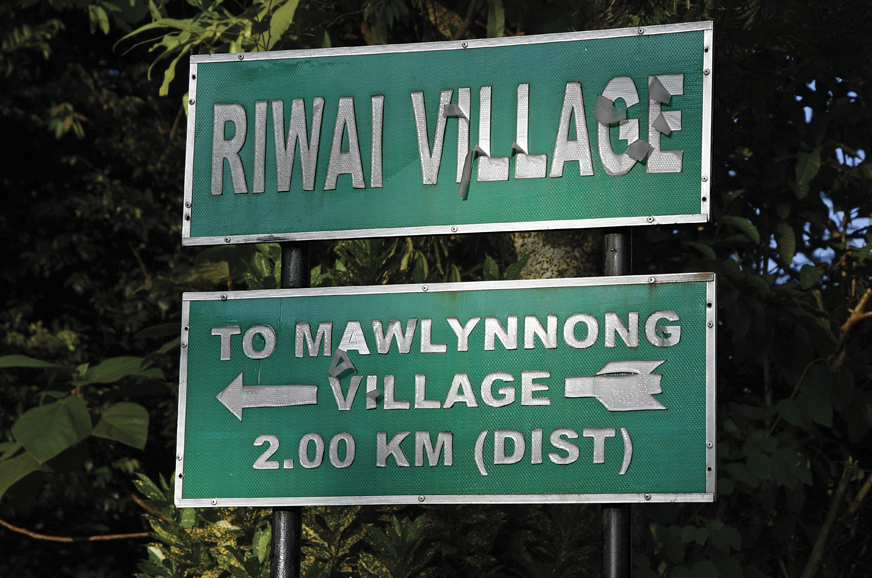 RIWAI VILLAGE
TO MAWLYNNONG
VILLAGE
2.00 KM (DIST)